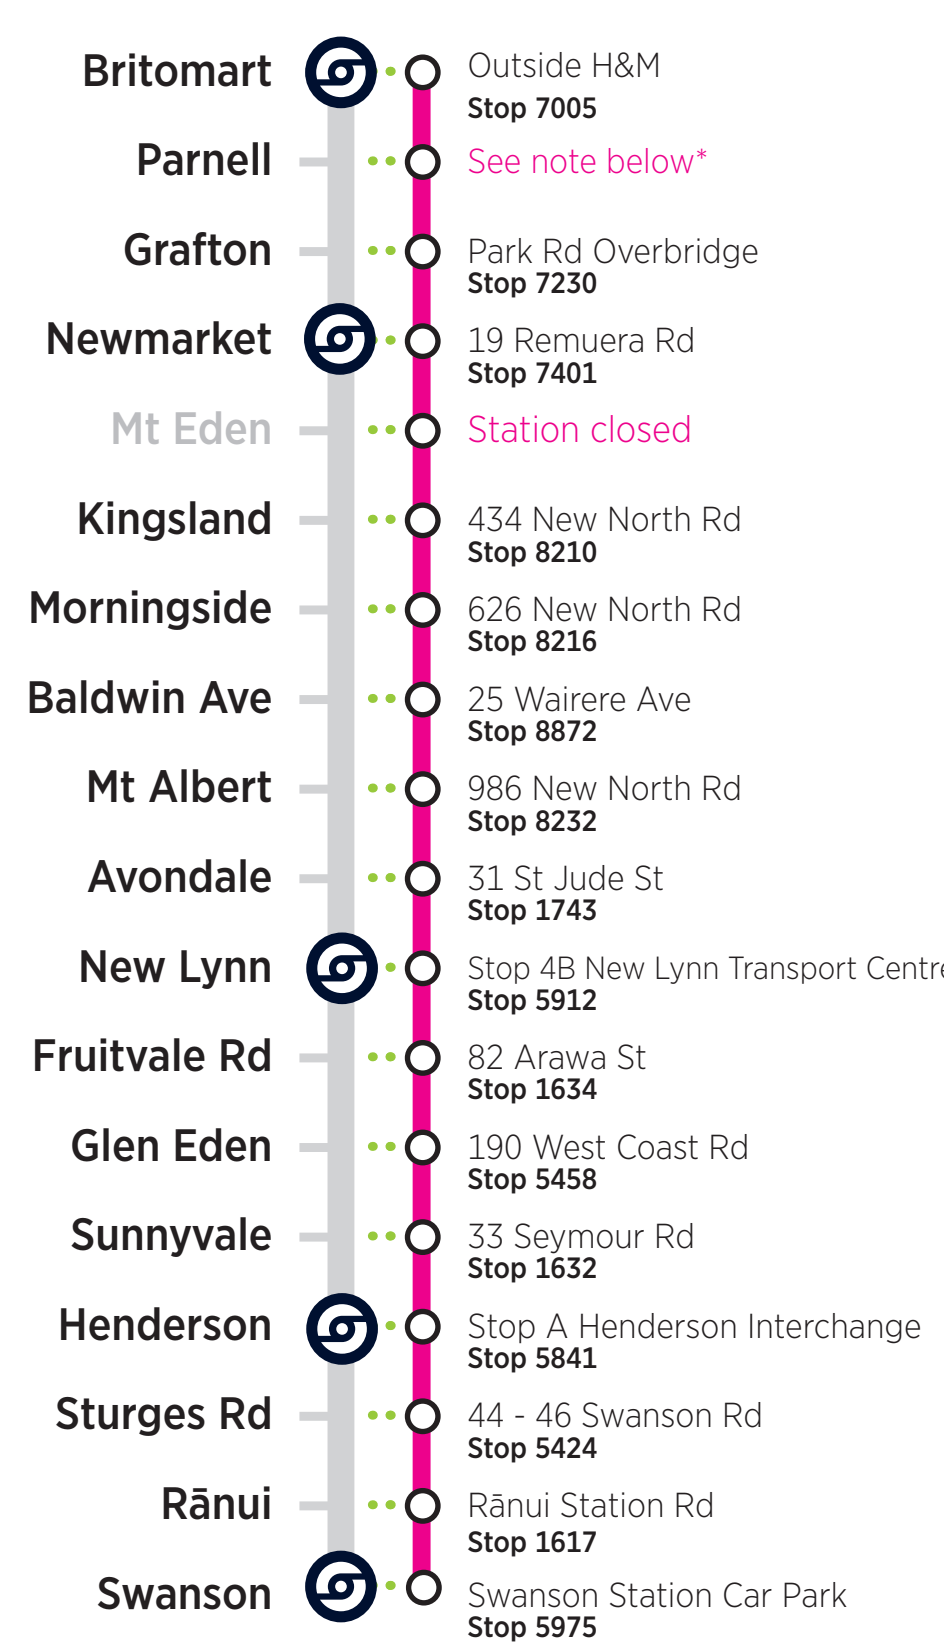 Britomart
Outside H&M
Stop 7005
Parnell
See note below*
Grafton
Park Rd Overbridge
Stop 7230
Newmarket
19 Remuera Rd
Stop 7401
Mt Eden
Station closed
Kingsland
434 New North Rd
Stop 8210
Morningside
626 New North Rd
Stop 8216
Baldwin Ave
25 Wairere Ave
Stop 8872
Mt Albert
986 New North Rd
Stop 8232
Avondale
31 St Jude St
Stop 1743
New Lynn
Stop 4B New Lynn Transport Centre
Stop 5912
Fruitvale Rd
82 Arawa St
Stop 1634
Glen Eden
190 West Coast Rd
Stop 5458
Sunnyvale
33 Seymour Rd
Stop 1632
Henderson
Stop A Henderson Interchange
Stop 5841
Sturges Rd
44 - 46 Swanson Rd
Stop 5424
Rānui
Rānui Station Rd
Stop 1617
Swanson
Swanson Station Car Park
Stop 5975